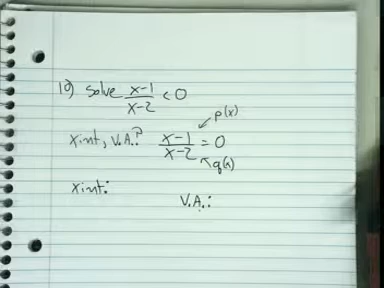 10) solve x-1/x-2 < 0
p(x)
x int, V.A.? x-1/x-2 = 0
q(x)
x int:
V.A.: